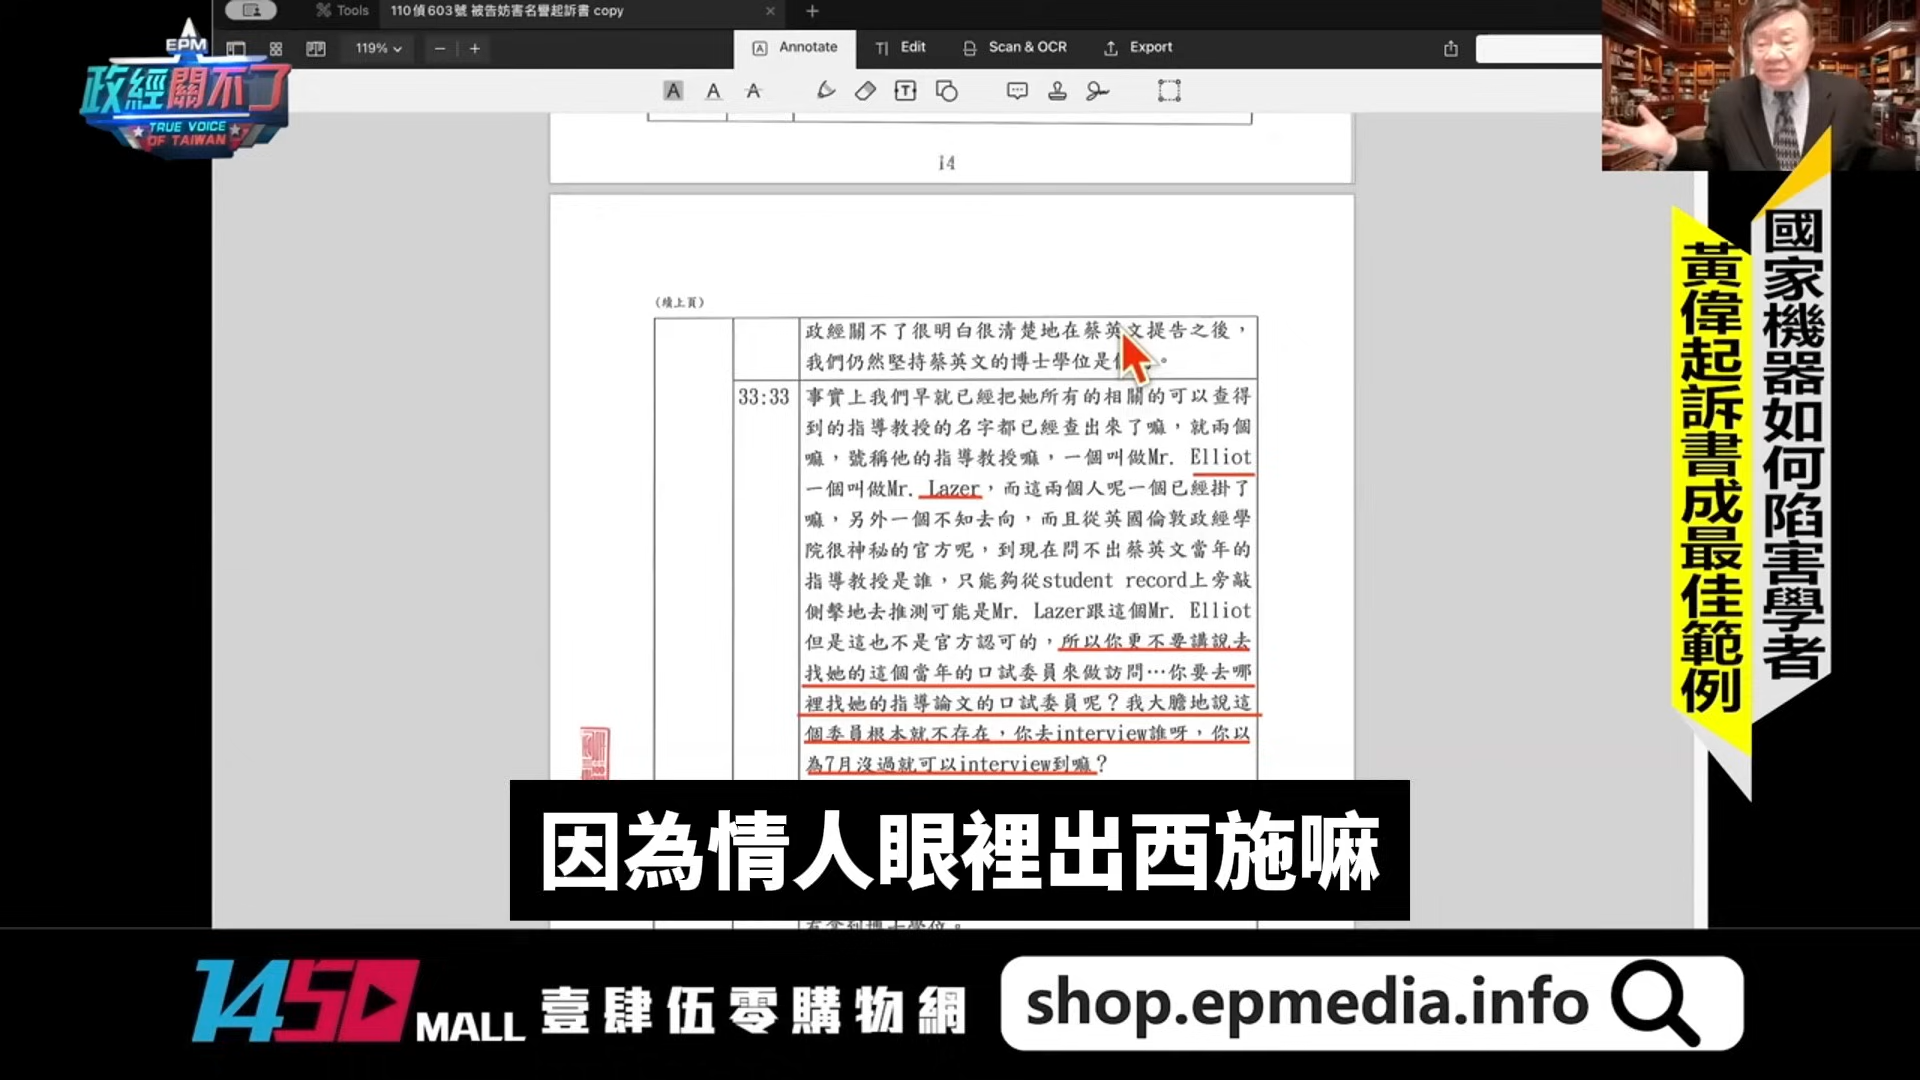 Tools
110偵603號 被告妨害名譽起訴書 copy
119%
Annotate
Edit
Scan & OCR
Export
EPM
政經關不了
TRUE VOICE
OF TAIWAN
14
(續上頁)
政經關不了很明白很清楚地在蔡英文提告之後，
我們仍然堅持蔡英文的博士學位是
33:33
事實上我們早就已經把她所有的相關的可以查得
到的指導教授的名字都已經查出來了嘛，就兩個
嘛，號稱他的指導教授嘛，一個叫做Mr. Elliot
一個叫做Mr. Lazer，而這兩個人呢一個已經掛了
嘛，另外一個不知去向，而且從英國倫敦政經學
院很神秘的官方呢，到現在問不出蔡英文當年的
指導教授是誰，只能夠從student record上旁敲
側擊地去推測可能是Mr. Lazer跟這個Mr. Elliot
但是這也不是官方認可的，所以你更不要講說去
找她的這個當年的口試委員來做訪問…你要去哪
裡找她的指導論文的口試委員呢？我大膽地說這
個委員根本就不存在，你去interview誰呀，你以
為7月沒過就可以interview到嘛？
國家機器如何陷害學者
黃偉起訴書成最佳範例
因為情人眼裡出西施嘛
1450 MALL 壹肆伍零購物網
shop.epmedia.info